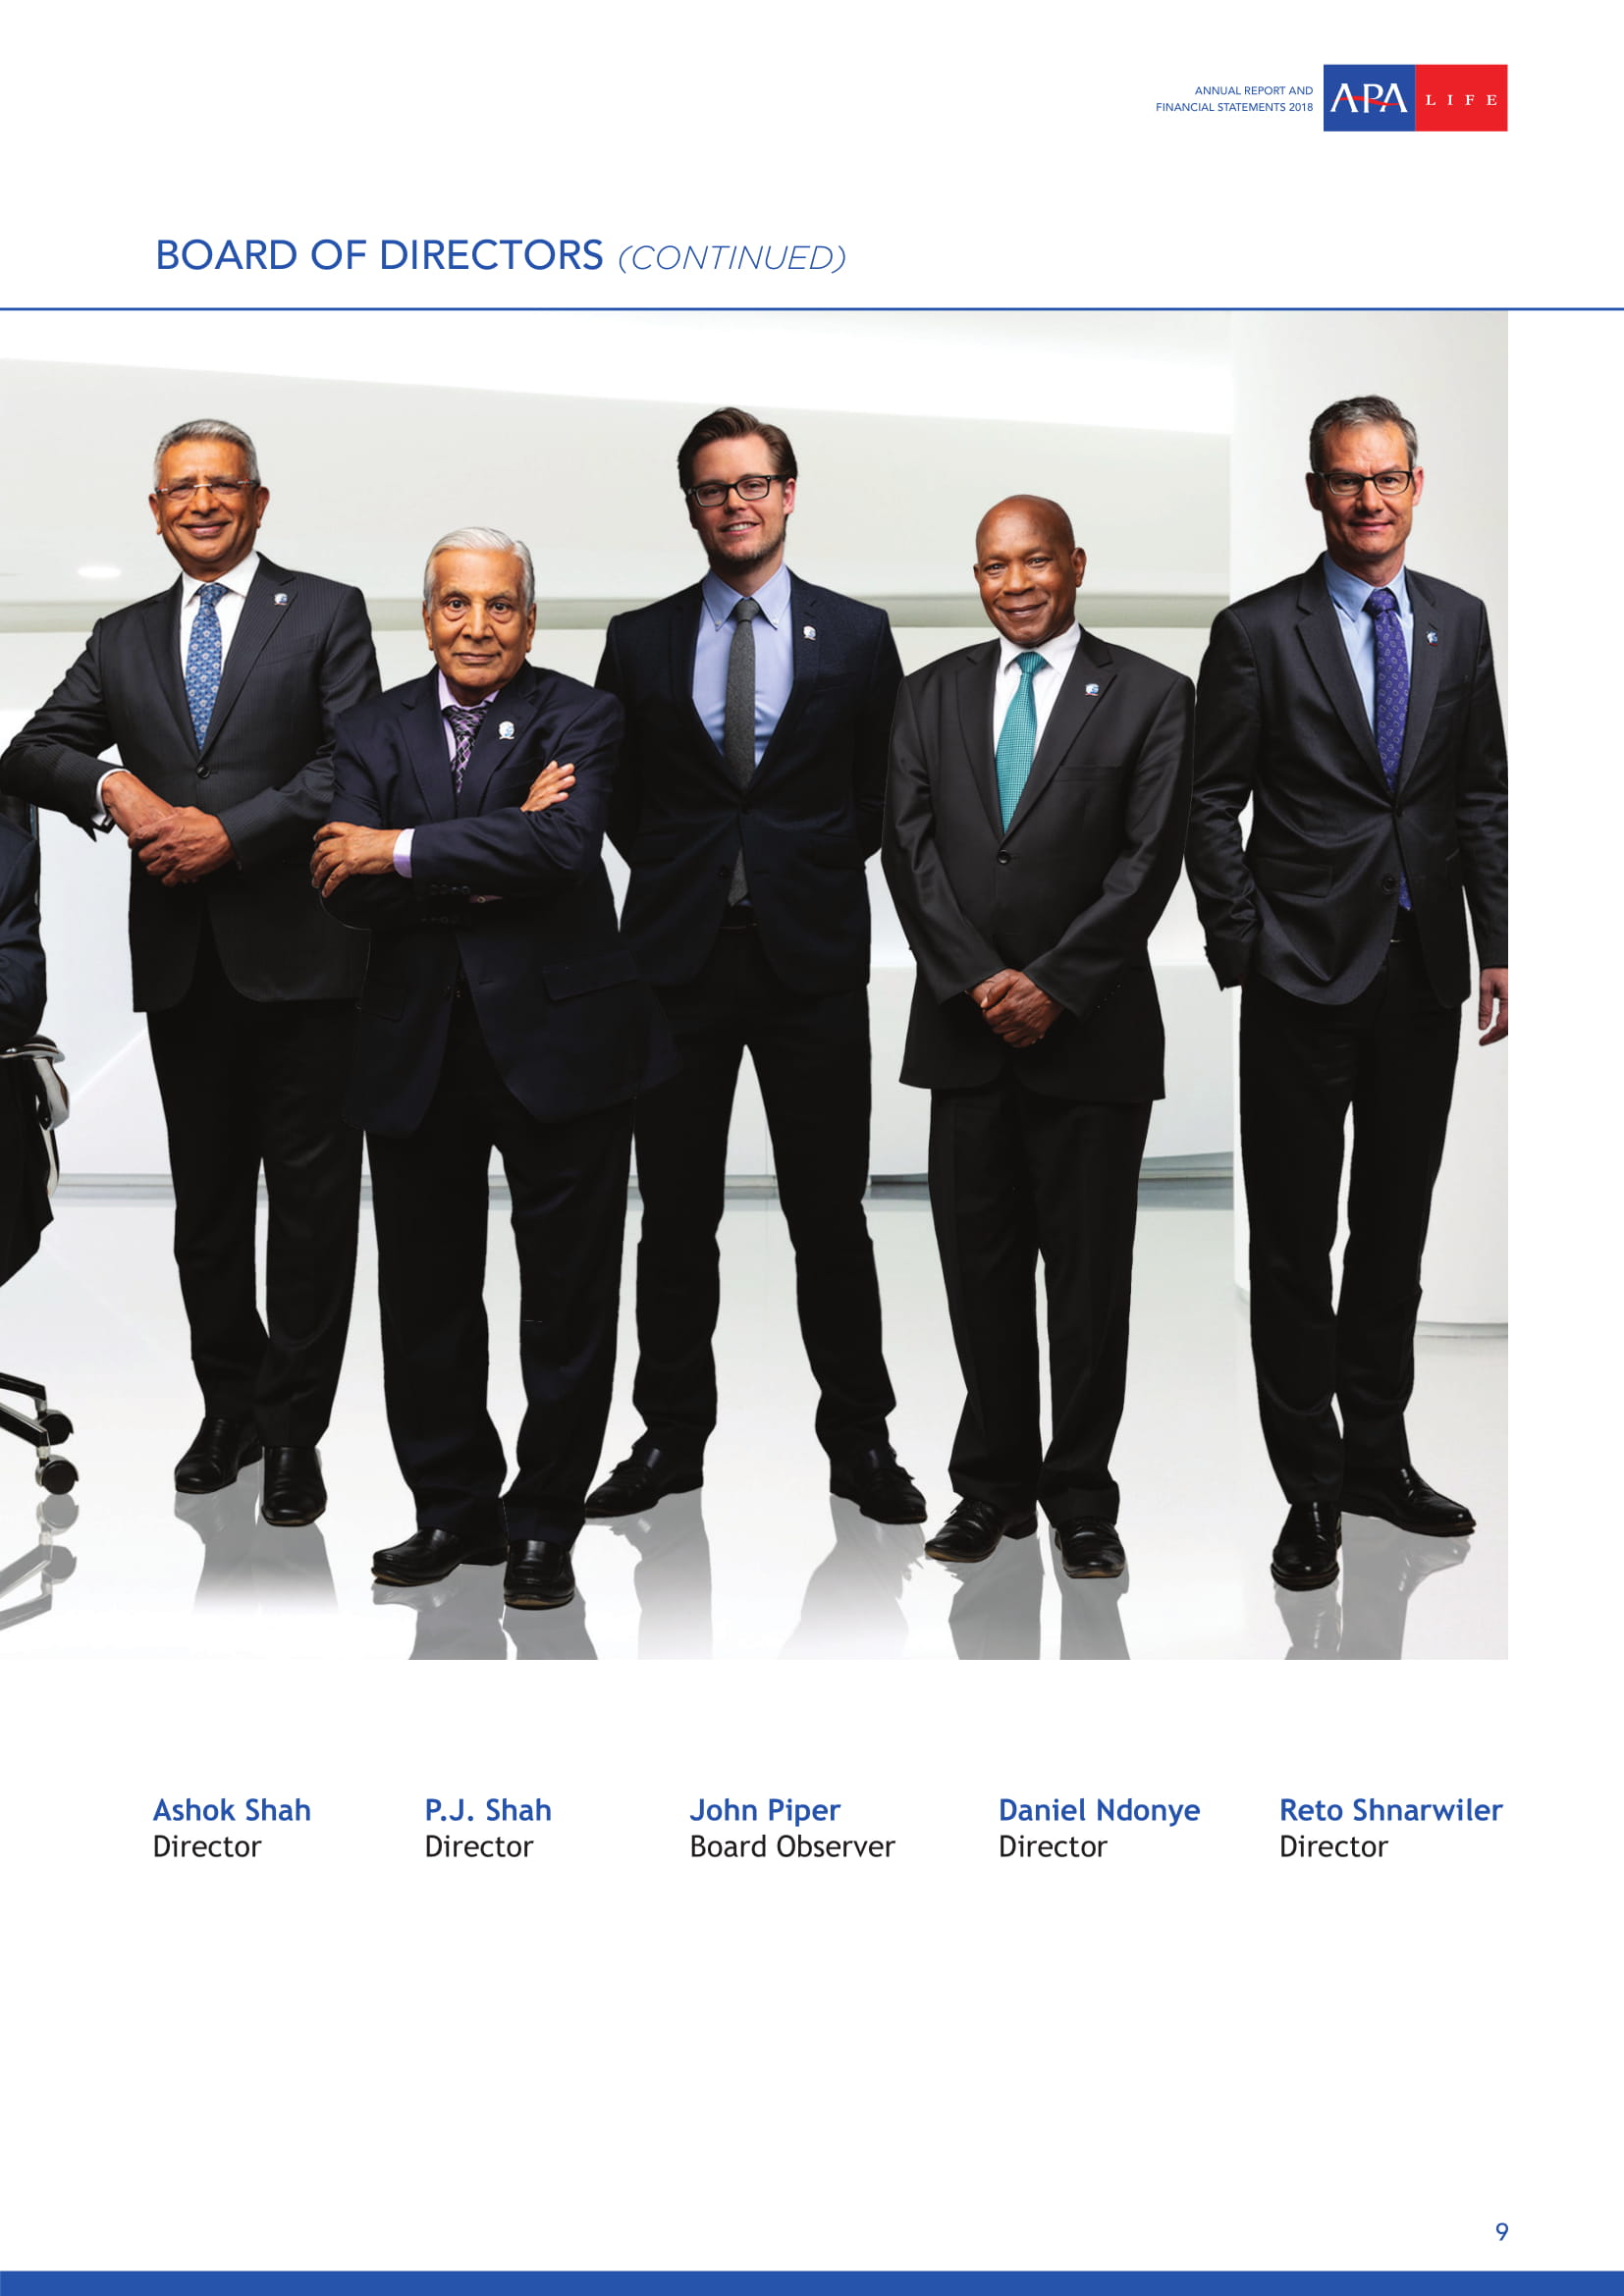 ANNUAL REPORT AND
FINANCIAL STATEMENTS 2018
APA LIFE
BOARD OF DIRECTORS (CONTINUED)
Ashok Shah
Director
P.J. Shah
Director
John Piper
Board Observer
Daniel Ndonye
Director
Reto Shnarwiler
Director
9